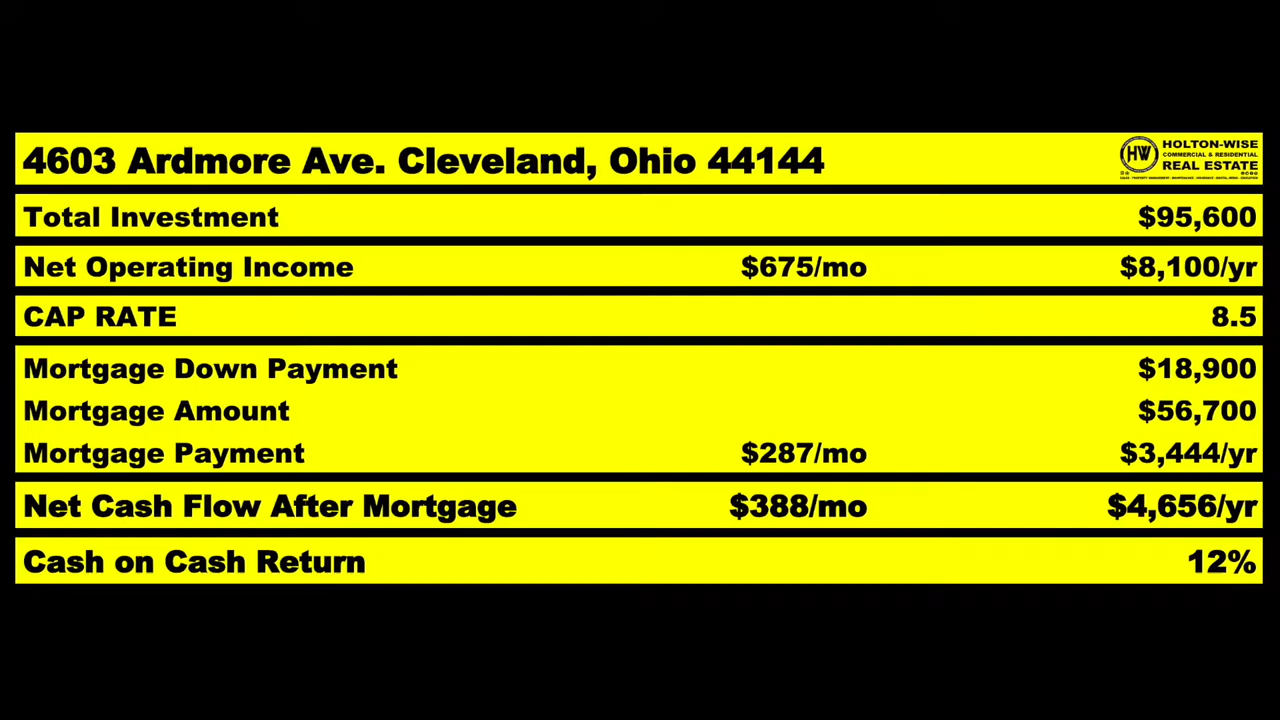 4603 Ardmore Ave. Cleveland, Ohio 44144
HW
HOLTON-WISE
COMMERCIAL & RESIDENTIAL
REAL ESTATE
Total Investment $95,600
Net Operating Income $675/mo $8,100/yr
CAP RATE 8.5
Mortgage Down Payment $18,900
Mortgage Amount $56,700
Mortgage Payment $287/mo $3,444/yr
Net Cash Flow After Mortgage $388/mo $4,656/yr
Cash on Cash Return 12%